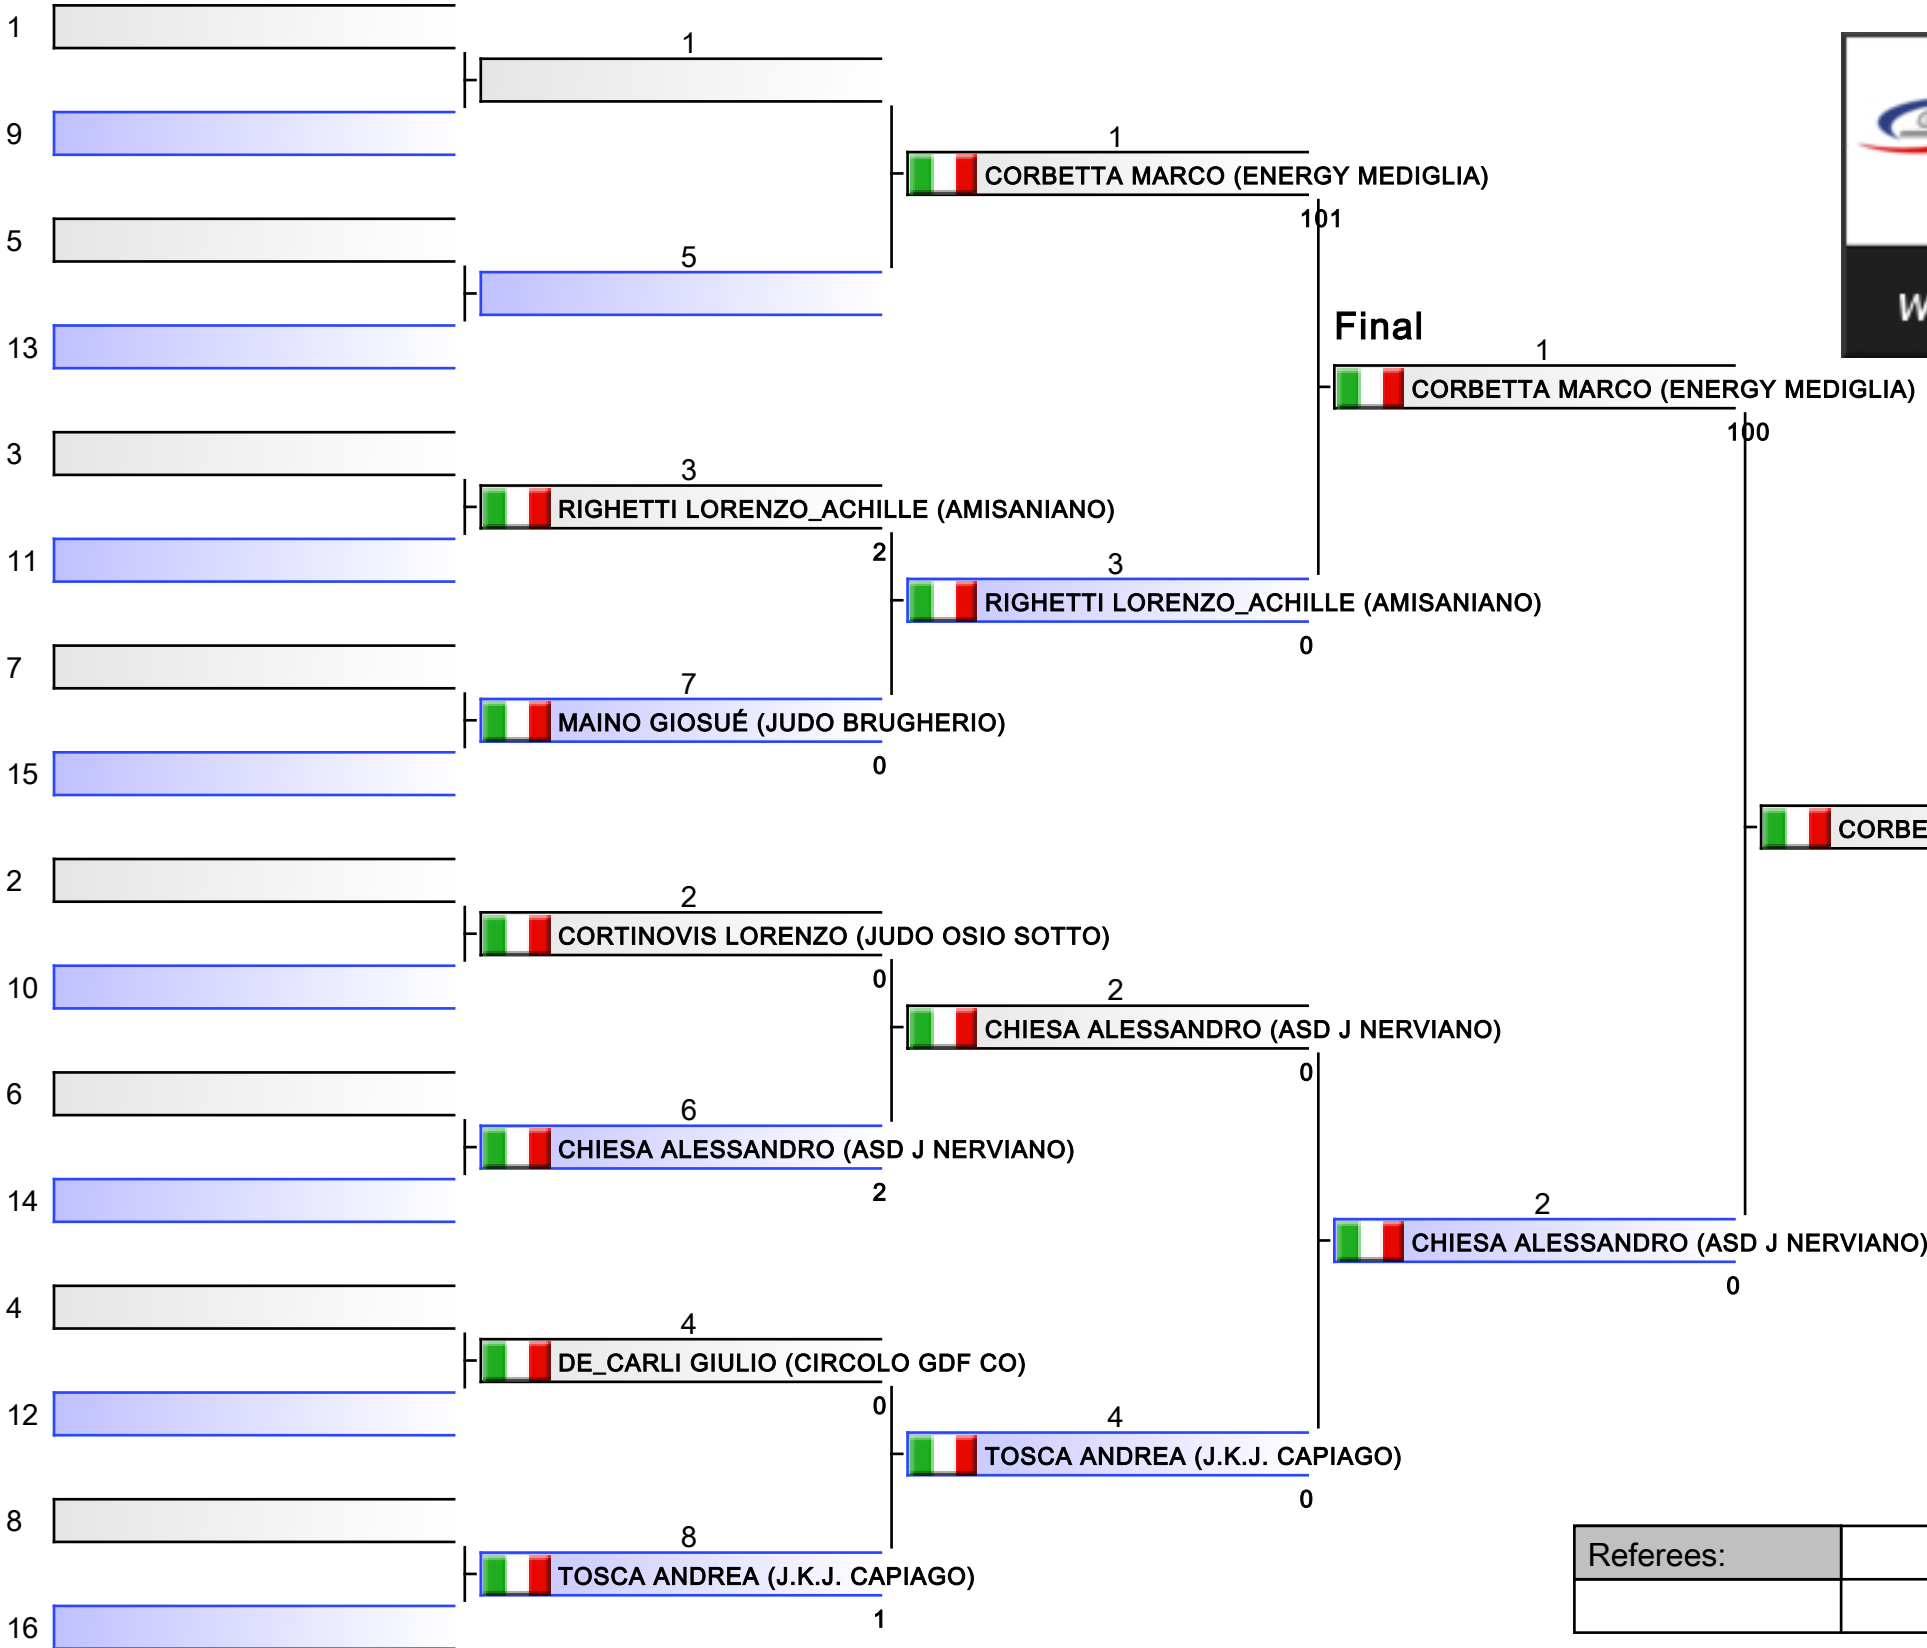 1
1
9
1
CORBETTA MARCO (ENERGY MEDIGLIA)
101
5
5
13
Final
1
CORBETTA MARCO (ENERGY MEDIGLIA)
100
3
3
RIGHETTI LORENZO_ACHILLE (AMISANIANO)
2
11
3
RIGHETTI LORENZO_ACHILLE (AMISANIANO)
0
7
7
MAINO GIOSUÉ (JUDO BRUGHERIO)
0
15
CORBE
2
2
CORTINOVIS LORENZO (JUDO OSIO SOTTO)
0
10
2
CHIESA ALESSANDRO (ASD J NERVIANO)
0
6
6
CHIESA ALESSANDRO (ASD J NERVIANO)
2
14
2
CHIESA ALESSANDRO (ASD J NERVIANO)
0
4
4
DE_CARLI GIULIO (CIRCOLO GDF CO)
0
12
4
TOSCA ANDREA (J.K.J. CAPIAGO)
0
8
8
TOSCA ANDREA (J.K.J. CAPIAGO)
1
16
Referees: